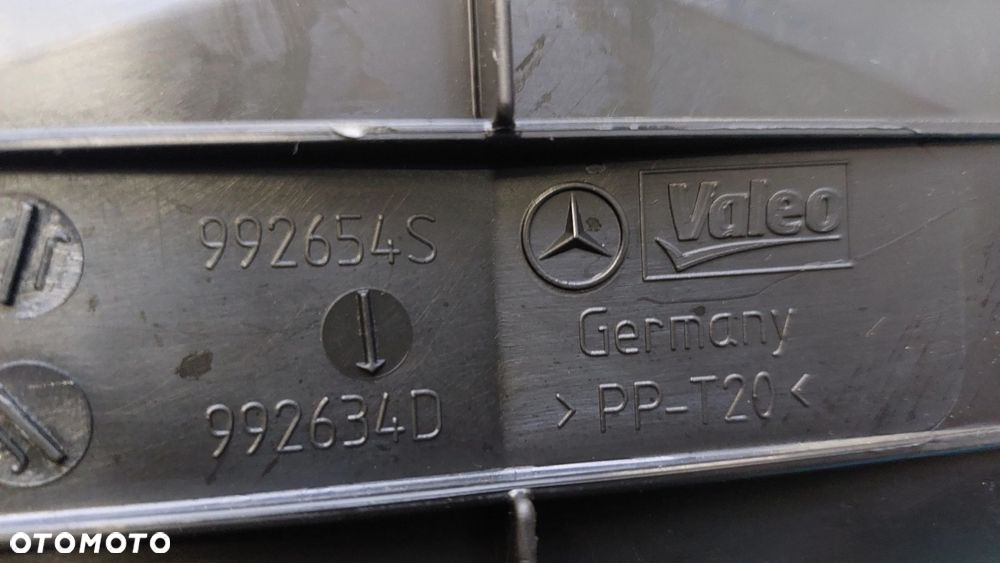 992654S
Valeo
Germany
992634D
>PP-T20<
OTOMOTO